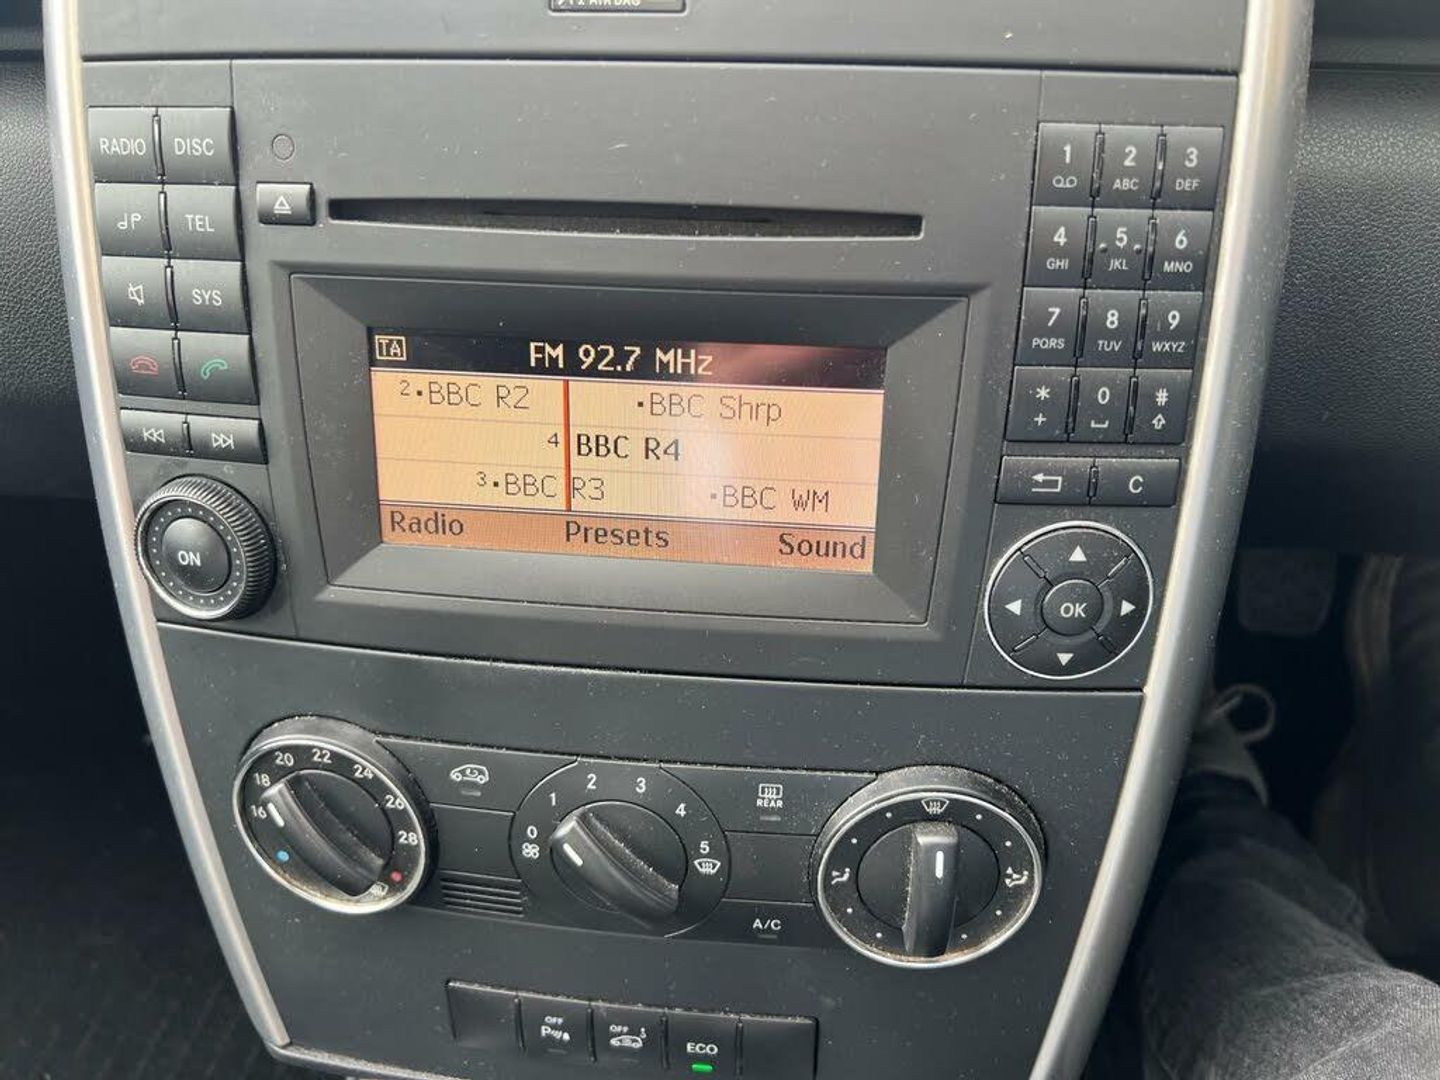 AIR BAG
RADIO DISC
TEL
SYS
ON
TA FM 92.7 MHz
2 • BBC R2 • BBC Shrp
4 BBC R4
3 • BBC R3 • BBC WM
Radio Presets Sound
1 2 ABC 3 DEF
4 GHI 5 JKL 6 MNO
7 PQRS 8 TUV 9 WXYZ
* + 0 #
C
OK
16 18 20 22 24 26 28
0 1 2 3 4 5
REAR
A/C
OFF P OFF ECO